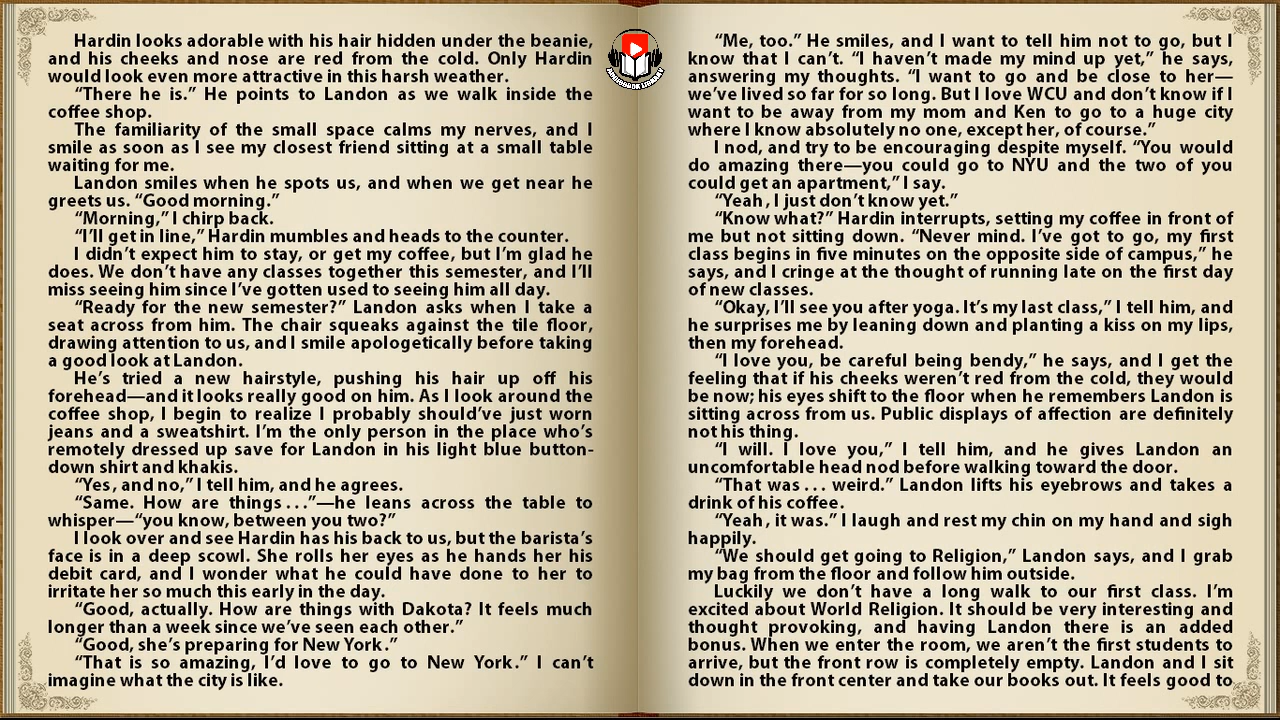 Hardin looks adorable with his hair hidden under the beanie,
and his cheeks and nose are red from the cold. Only Hardin
would look even more attractive in this harsh weather.
“There he is.” He points to Landon as we walk inside the
coffee shop.
The familiarity of the small space calms my nerves, and I
smile as soon as I see my closest friend sitting at a small table
waiting for me.
Landon smiles when he spots us, and when we get near he
greets us. “Good morning.”
“Morning,” I chirp back.
“I’ll get in line,” Hardin mumbles and heads to the counter.
I didn’t expect him to stay, or get my coffee, but I’m glad he
does. We don’t have any classes together this semester, and I’ll
miss seeing him since I’ve gotten used to seeing him all day.
“Ready for the new semester?” Landon asks when I take a
seat across from him. The chair squeaks against the tile floor,
drawing attention to us, and I smile apologetically before taking
a good look at Landon.
He’s tried a new hairstyle, pushing his hair up off his
forehead—and it looks really good on him. As I look around the
coffee shop, I begin to realize I probably should’ve just worn
jeans and a sweatshirt. I’m the only person in the place who’s
remotely dressed up save for Landon in his light blue button-
down shirt and khakis.
“Yes, and no,” I tell him, and he agrees.
“Same. How are things . . .”—he leans across the table to
whisper—“you know, between you two?”
I look over and see Hardin has his back to us, but the barista’s
face is in a deep scowl. She rolls her eyes as he hands her his
debit card, and I wonder what he could have done to her to
irritate her so much this early in the day.
“Good, actually. How are things with Dakota? It feels much
longer than a week since we’ve seen each other.”
“Good, she’s preparing for New York.”
“That is so amazing, I’d love to go to New York.” I can’t
imagine what the city is like.
“Me, too.” He smiles, and I want to tell him not to go, but I
know that I can’t. “I haven’t made my mind up yet,” he says,
answering my thoughts. “I want to go and be close to her—
we’ve lived so far for so long. But I love WCU and don’t know if I
want to be away from my mom and Ken to go to a huge city
where I know absolutely no one, except her, of course.”
I nod, and try to be encouraging despite myself. “You would
do amazing there—you could go to NYU and the two of you
could get an apartment,” I say.
“Yeah, I just don’t know yet.”
“Know what?” Hardin interrupts, setting my coffee in front of
me but not sitting down. “Never mind. I’ve got to go, my first
class begins in five minutes on the opposite side of campus,” he
says, and I cringe at the thought of running late on the first day
of new classes.
“Okay, I’ll see you after yoga. It’s my last class,” I tell him, and
he surprises me by leaning down and planting a kiss on my lips,
then my forehead.
“I love you, be careful being bendy,” he says, and I get the
feeling that if his cheeks weren’t red from the cold, they would
be now; his eyes shift to the floor when he remembers Landon is
sitting across from us. Public displays of affection are definitely
not his thing.
“I will. I love you,” I tell him, and he gives Landon an
uncomfortable head nod before walking toward the door.
“That was . . . weird.” Landon lifts his eyebrows and takes a
drink of his coffee.
“Yeah, it was.” I laugh and rest my chin on my hand and sigh
happily.
“We should get going to Religion,” Landon says, and I grab
my bag from the floor and follow him outside.
Luckily we don’t have a long walk to our first class. I’m
excited about World Religion. It should be very interesting and
thought provoking, and having Landon there is an added
bonus. When we enter the room, we aren’t the first students to
arrive, but the front row is completely empty. Landon and I sit
down in the front center and take our books out. It feels good to